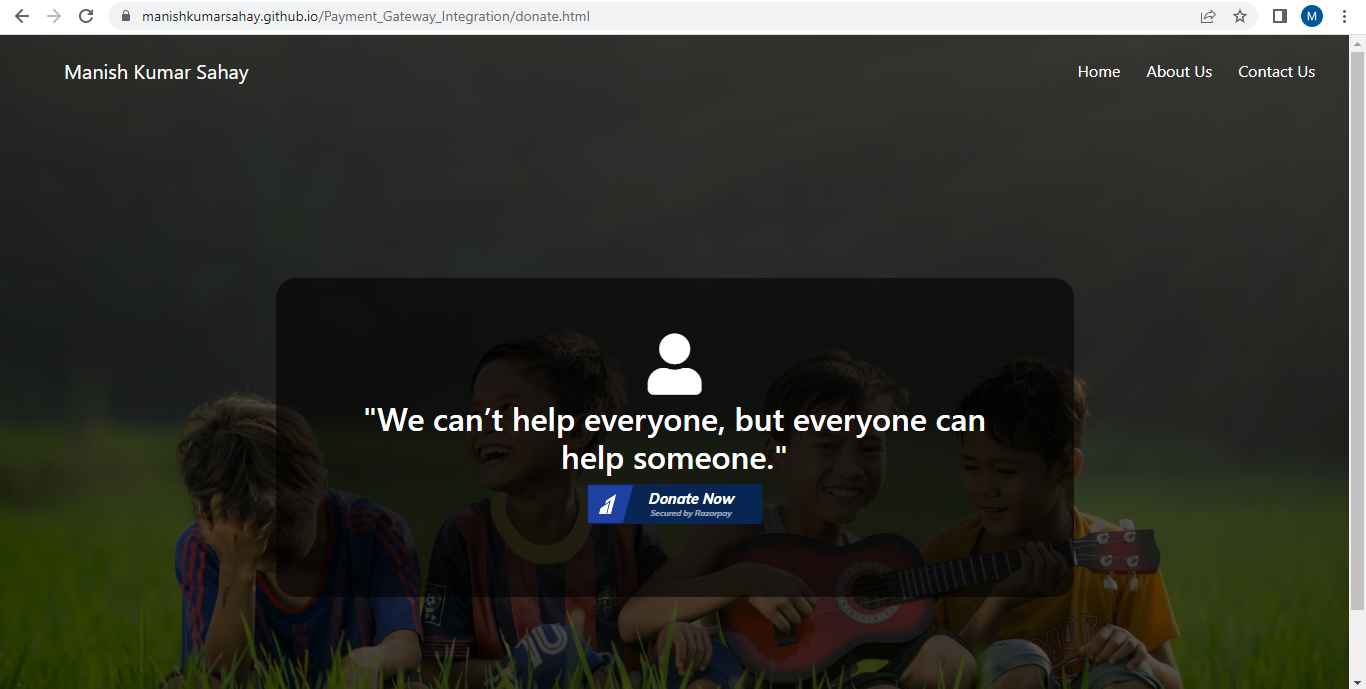 manishkumarsahay.github.io/Payment_Gateway_Integration/donate.html
M
Manish Kumar Sahay
Home About Us Contact Us
"We can’t help everyone, but everyone can
help someone."
Donate Now
Secured by Razorpay
10